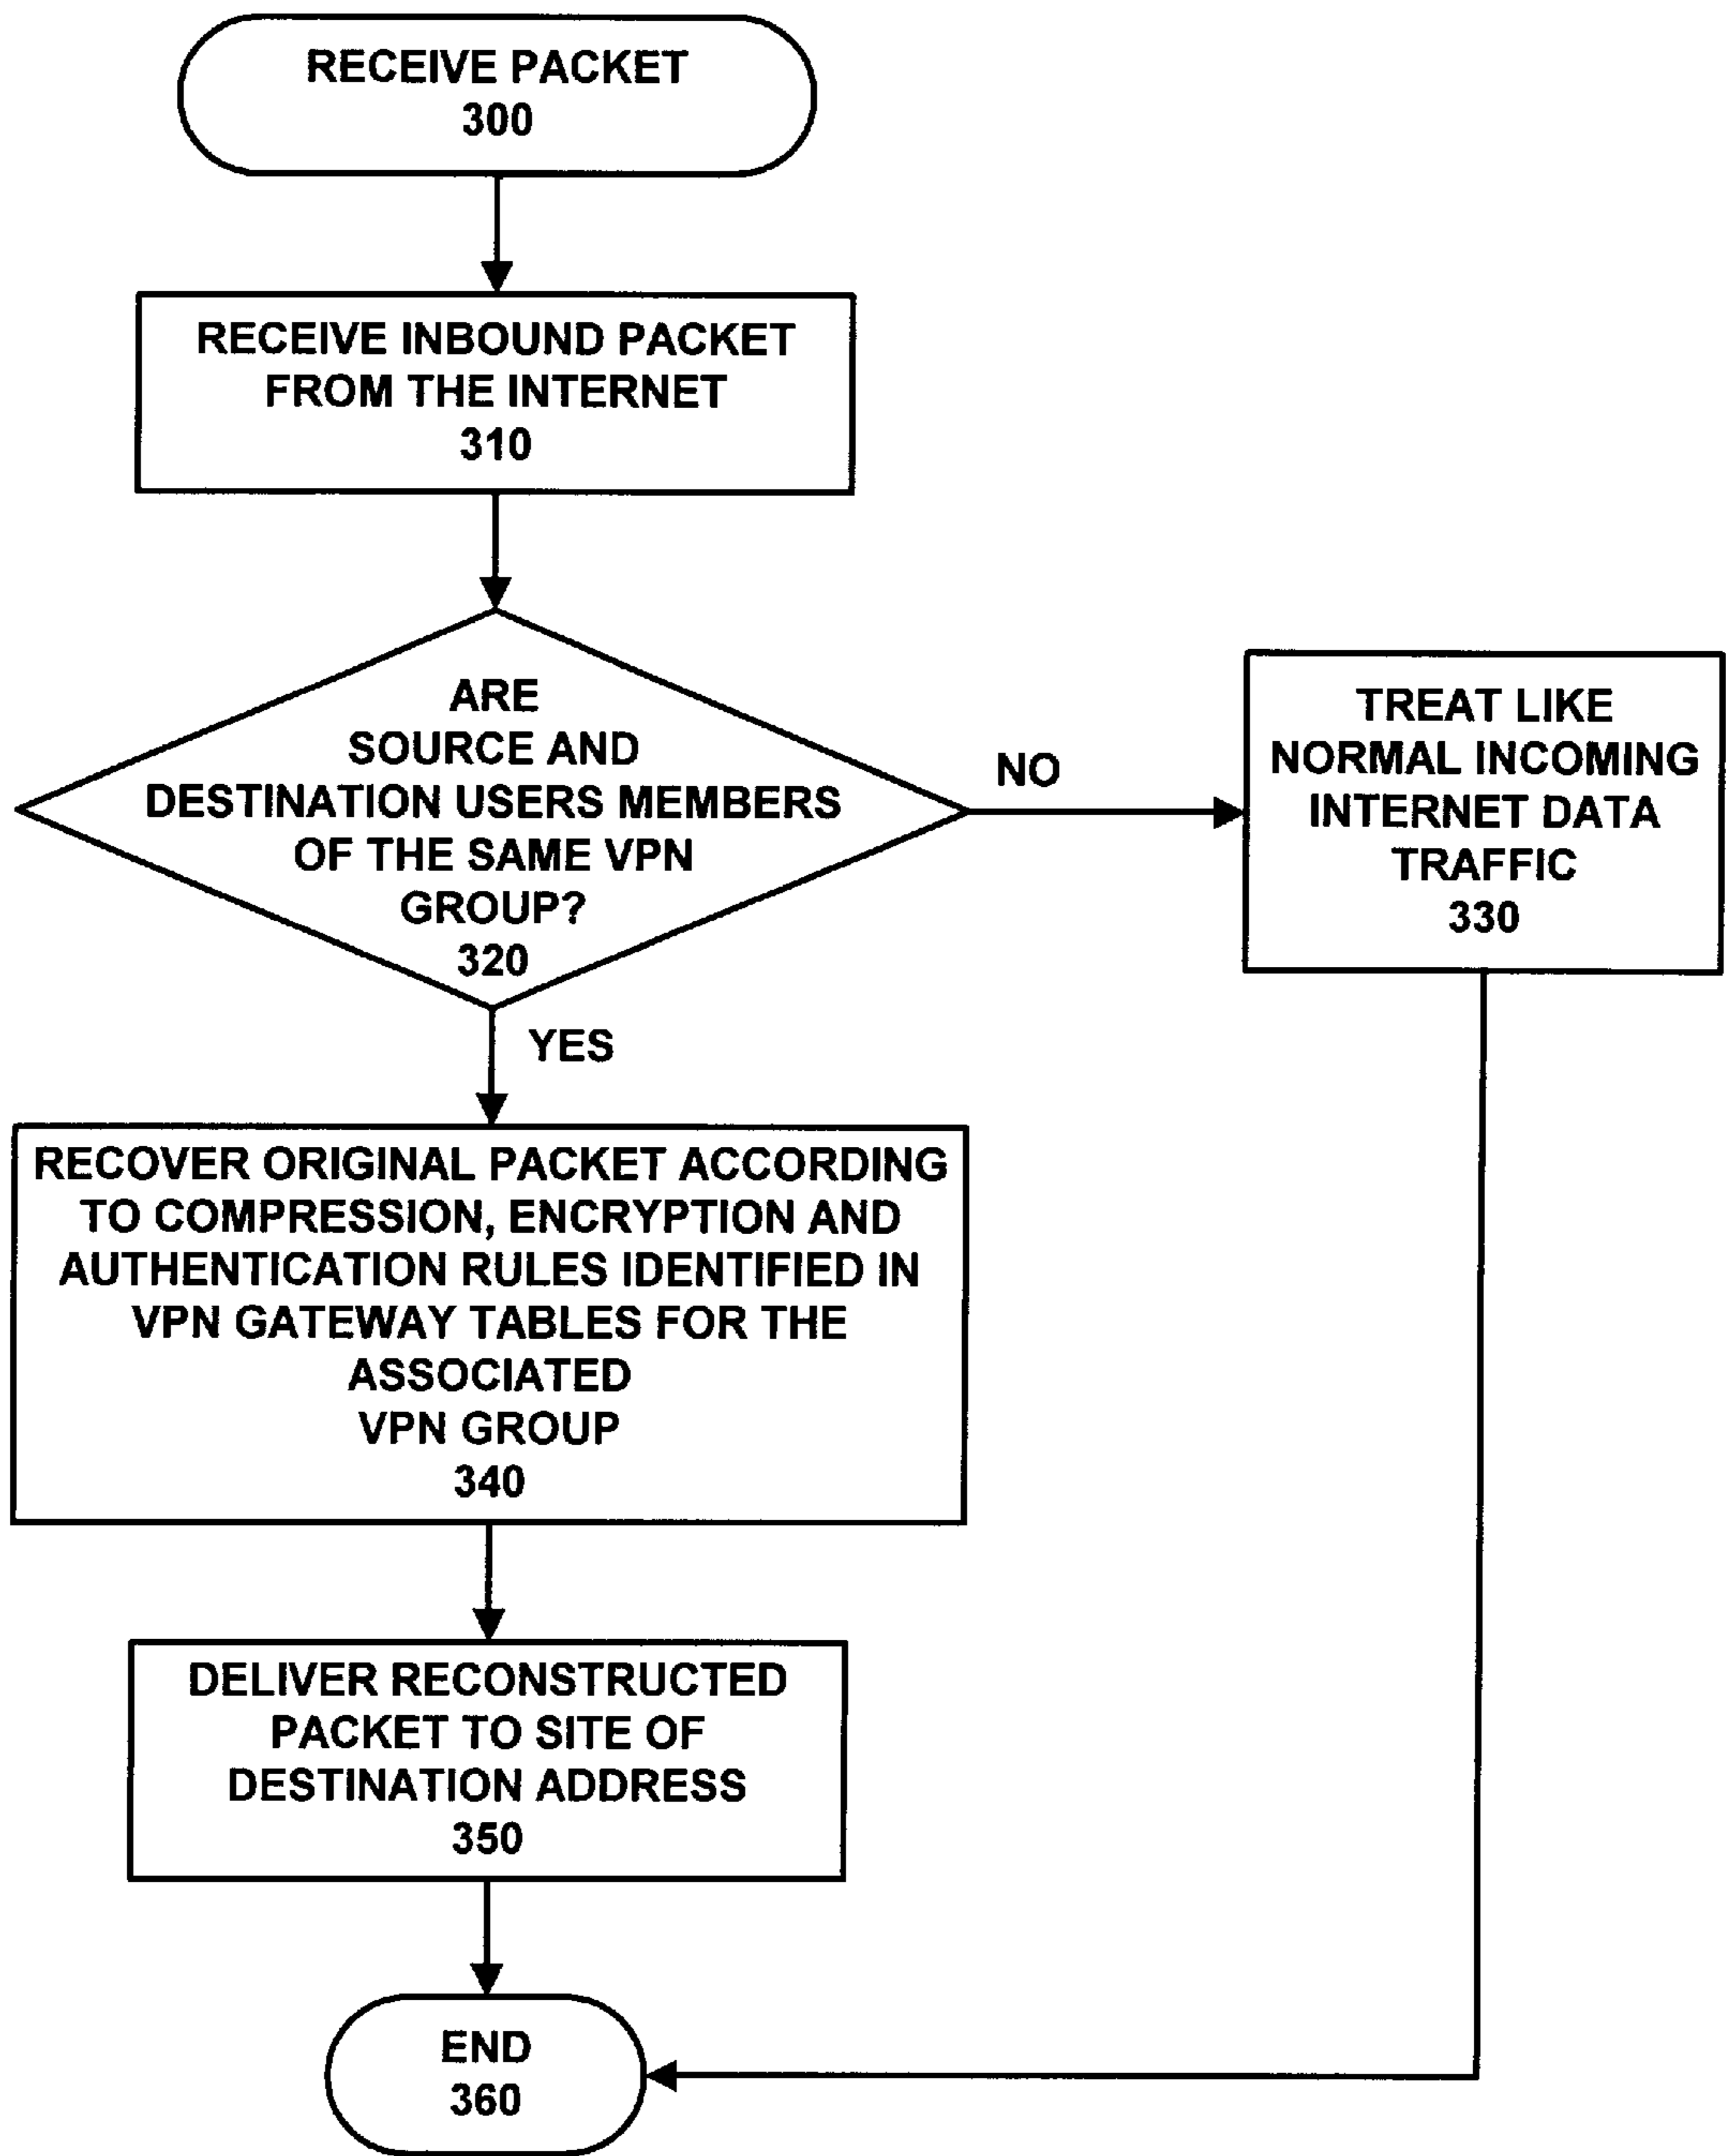 RECEIVE PACKET
300
RECEIVE INBOUND PACKET
FROM THE INTERNET
310
ARE
SOURCE AND
DESTINATION USERS MEMBERS
OF THE SAME VPN
GROUP?
320
NO
TREAT LIKE
NORMAL INCOMING
INTERNET DATA
TRAFFIC
330
YES
RECOVER ORIGINAL PACKET ACCORDING
TO COMPRESSION, ENCRYPTION AND
AUTHENTICATION RULES IDENTIFIED IN
VPN GATEWAY TABLES FOR THE
ASSOCIATED
VPN GROUP
340
DELIVER RECONSTRUCTED
PACKET TO SITE OF
DESTINATION ADDRESS
350
END
360